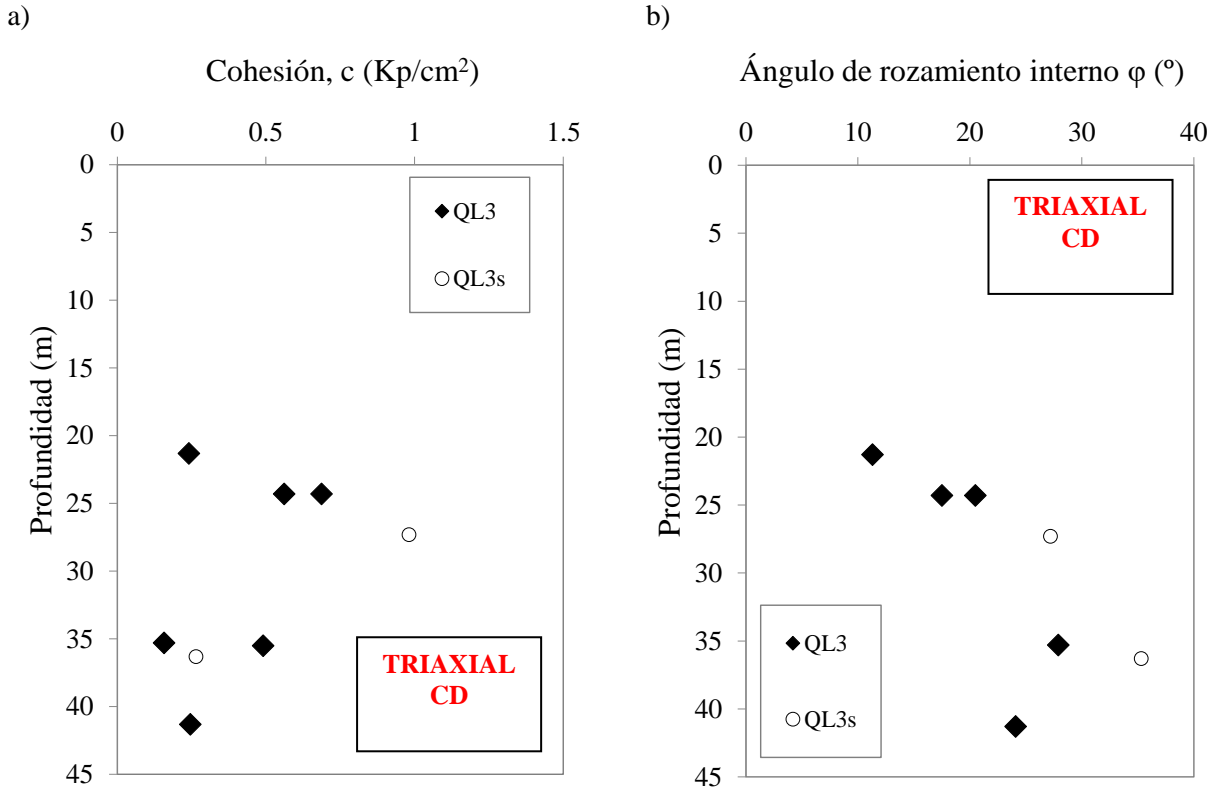 a)
Cohesión, c (Kp/cm²)
0 0.5 1 1.5
0
5
10
15
20
25
30
35
40
45
Profundidad (m)
QL3
QL3s
TRIAXIAL
CD
b)
Ángulo de rozamiento interno φ (º)
0 10 20 30 40
0
5
10
15
20
25
30
35
40
45
Profundidad (m)
TRIAXIAL
CD
QL3
QL3s